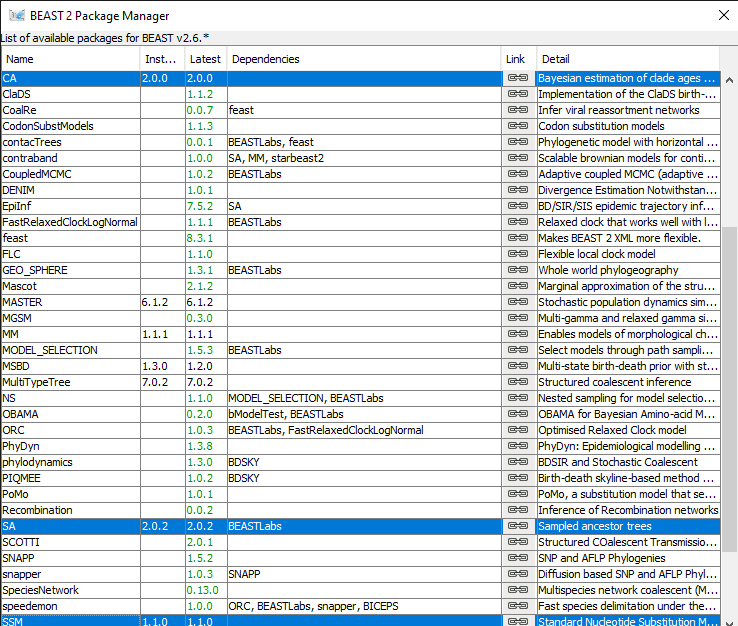 BEAST 2 Package Manager
List of available packages for BEAST v2.6.*
Name Inst... Latest Dependencies Link Detail
CA 2.0.0 2.0.0 Bayesian estimation of clade ages ...
ClaDS 1.1.2 Implementation of the ClaDS birth-...
CoalRe 0.0.7 feast Infer viral reassortment networks
CodonSubstModels 1.1.3 Codon substitution models
contacTrees 0.0.1 BEASTLabs, feast Phylogenetic model with horizontal ...
contraband 1.0.0 SA, MM, starbeast2 Scalable brownian models for conti...
CoupledMCMC 1.0.2 BEASTLabs Adaptive coupled MCMC (adaptive ...
DENIM 1.0.1 Divergence Estimation Notwithstan...
EpiInf 7.5.2 SA BD/SIR/SIS epidemic trajectory inf...
FastRelaxedClockLogNormal 1.1.1 BEASTLabs Relaxed clock that works well with l...
feast 8.3.1 Makes BEAST 2 XML more flexible.
FLC 1.1.0 Flexible local clock model
GEO_SPHERE 1.3.1 BEASTLabs Whole world phylogeography
Mascot 2.1.2 Marginal approximation of the stru...
MASTER 6.1.2 6.1.2 Stochastic population dynamics sim...
MGSM 0.3.0 Multi-gamma and relaxed gamma si...
MM 1.1.1 1.1.1 Enables models of morphological ch...
MODEL_SELECTION 1.5.3 BEASTLabs Select models through path sampli...
MSBD 1.3.0 1.2.0 Multi-state birth-death prior with st...
MultiTypeTree 7.0.2 7.0.2 Structured coalescent inference
NS 1.1.0 MODEL_SELECTION, BEASTLabs Nested sampling for model selectio...
OBAMA 0.2.0 bModelTest, BEASTLabs OBAMA for Bayesian Amino-acid M...
ORC 1.0.3 BEASTLabs, FastRelaxedClockLogNormal Optimised Relaxed Clock model
PhyDyn 1.3.8 PhyDyn: Epidemiological modelling ...
phylodynamics 1.3.0 BDSKY BDSIR and Stochastic Coalescent
PIQMEE 1.0.2 BDSKY Birth-death skyline-based method ...
PoMo 1.0.1 PoMo, a substitution model that se...
Recombination 0.0.2 Inference of Recombination networks
SA 2.0.2 2.0.2 BEASTLabs Sampled ancestor trees
SCOTTI 2.0.1 Structured COalescent Transmissio...
SNAPP 1.5.2 SNP and AFLP Phylogenies
snapper 1.0.3 SNAPP Diffusion based SNP and AFLP Phyl...
SpeciesNetwork 0.13.0 Multispecies network coalescent (M...
speedemon 1.0.0 ORC, BEASTLabs, snapper, BICEPS Fast species delimitation under the...
SSM 1.1.0 1.1.0 Standard Nucleotide Substitution M...